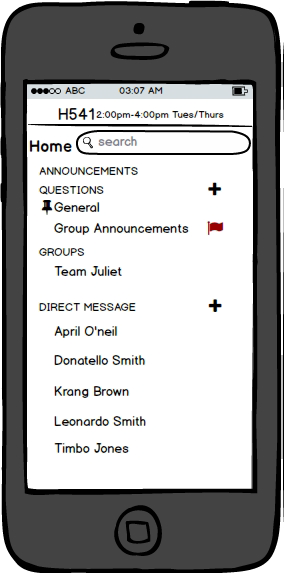 ABC 03:07 AM
H541 2:00pm-4:00pm Tues/Thurs
Home search
ANNOUNCEMENTS
QUESTIONS +
General
Group Announcements
GROUPS
Team Juliet
DIRECT MESSAGE +
April O'neil
Donatello Smith
Krang Brown
Leonardo Smith
Timbo Jones